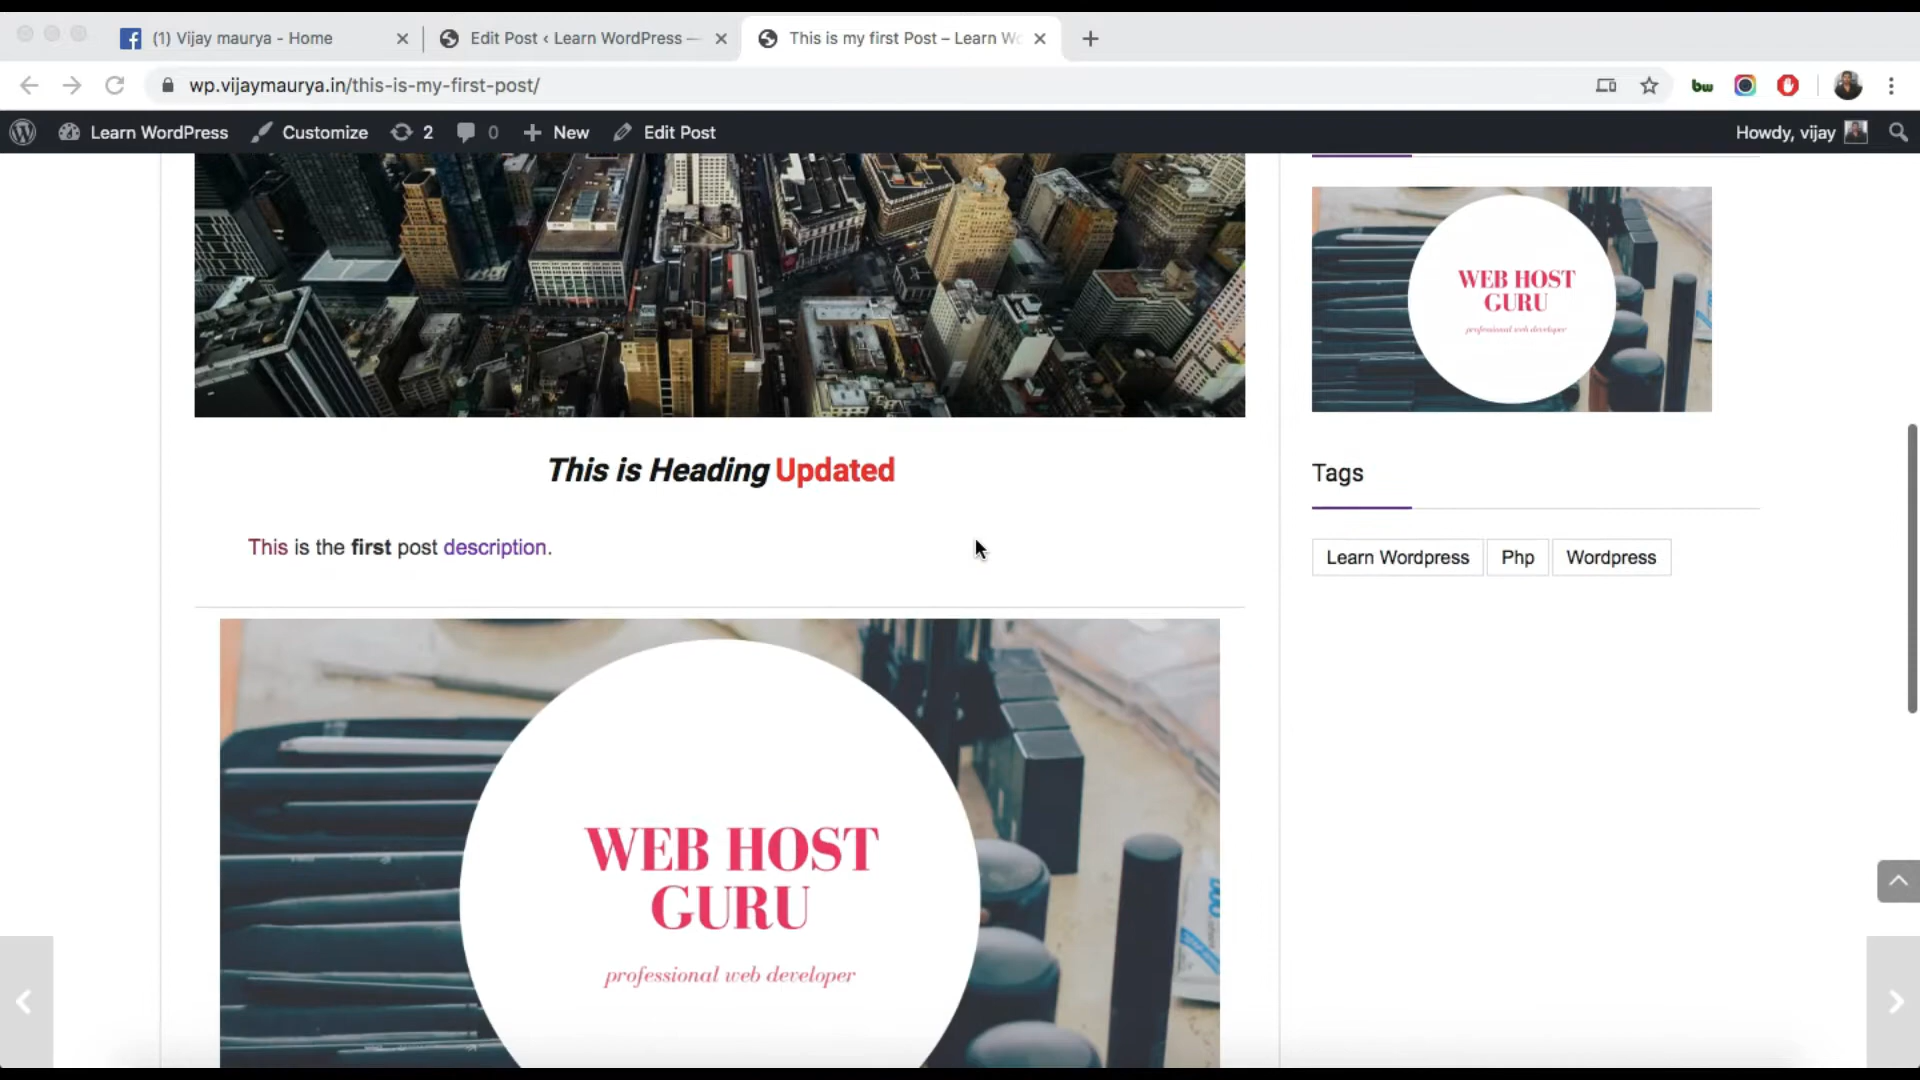 (1) Vijay maurya - Home
Edit Post ‹ Learn WordPress —
This is my first Post – Learn Wo
wp.vijaymaurya.in/this-is-my-first-post/
bw
Learn WordPress Customize 2 0 New Edit Post Howdy, vijay
WEB HOST
GURU
professional web developer
This is Heading Updated
Tags
This is the first post description.
Learn Wordpress Php Wordpress
WEB HOST
GURU
professional web developer